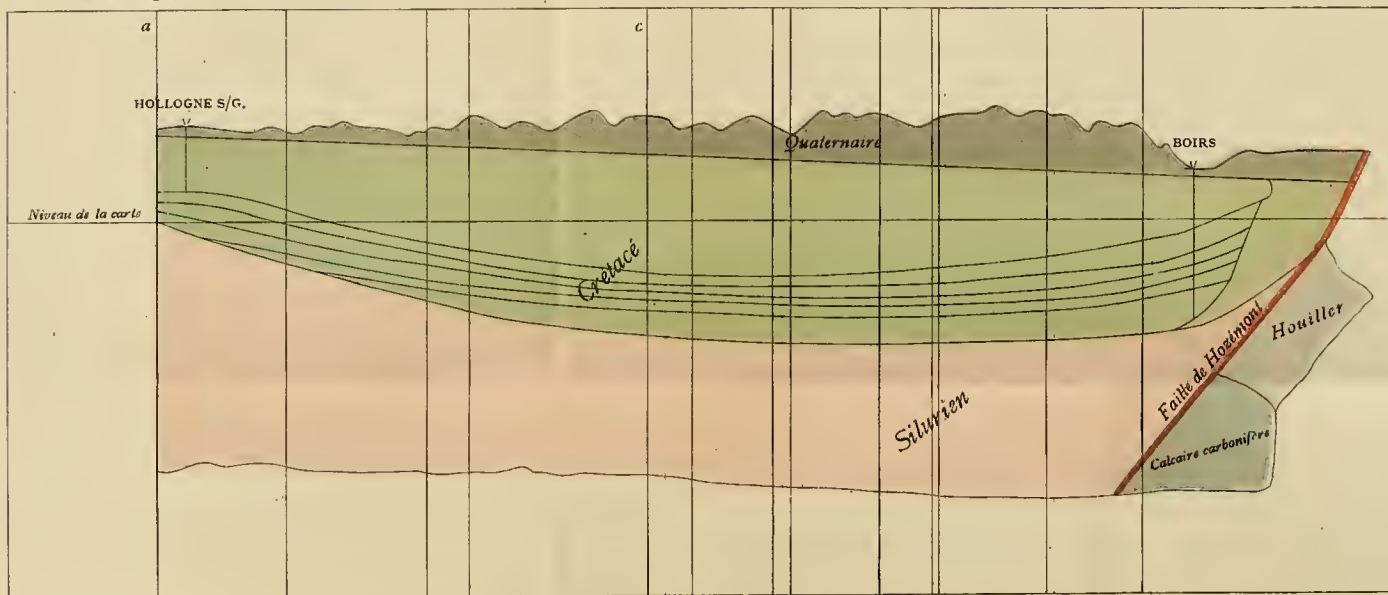 a
c
HOLLOGNE S/G.
Quaternaire
BOIRS
Niveau de la carte
Crétacé
Houiller
Faille de Hozémont
Silurien
Calcaire carbonifère